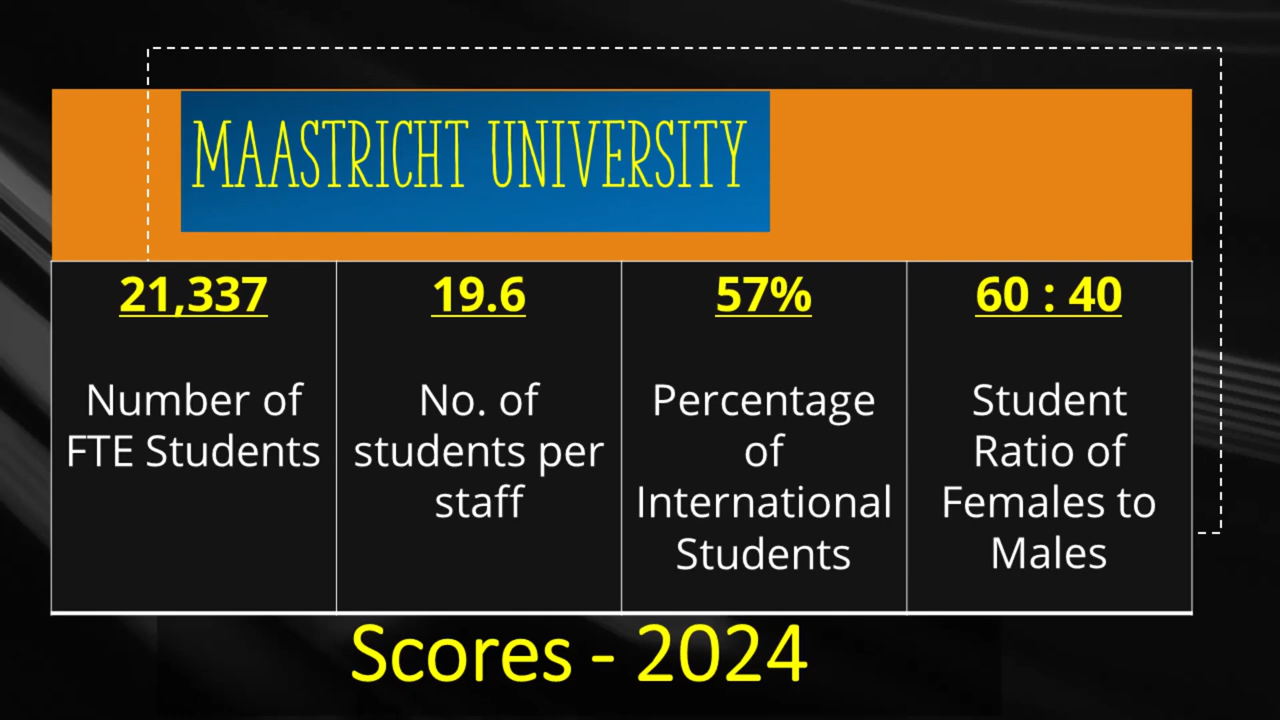 MAASTRICHT UNIVERSITY
21,337
Number of
FTE Students
19.6
No. of
students per
staff
57%
Percentage
of
International
Students
60 : 40
Student
Ratio of
Females to
Males
Scores - 2024